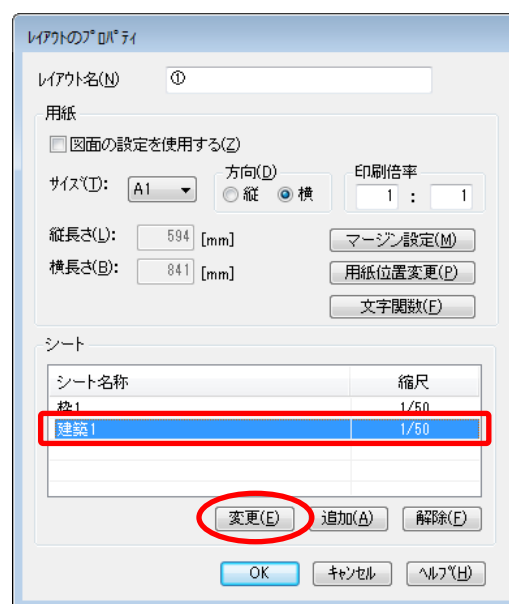 レイアウトのプロパティ
レイアウト名(N) ①
用紙
図面の設定を使用する(Z)
サイズ(T): A1 方向(D) 縦 横 印刷倍率 1 : 1
縦長さ(L): 594 [mm] マージン設定(M)
横長さ(B): 841 [mm] 用紙位置変更(P)
文字関数(F)
シート
シート名称 縮尺
枠1 1/50
建築1 1/50
変更(E) 追加(A) 解除(F)
OK キャンセル ヘルプ(H)